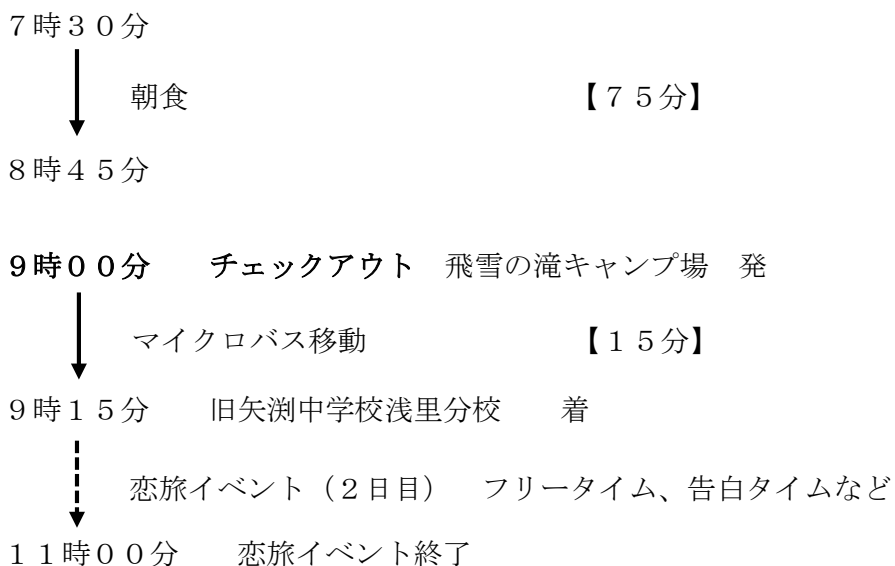 ７時３０分
朝食　【７５分】
８時４５分
９時００分　チェックアウト　飛雪の滝キャンプ場　発
マイクロバス移動　【１５分】
９時１５分　旧矢渕中学校浅里分校　着
恋旅イベント（２日目）　フリータイム、告白タイムなど
１１時００分　恋旅イベント終了